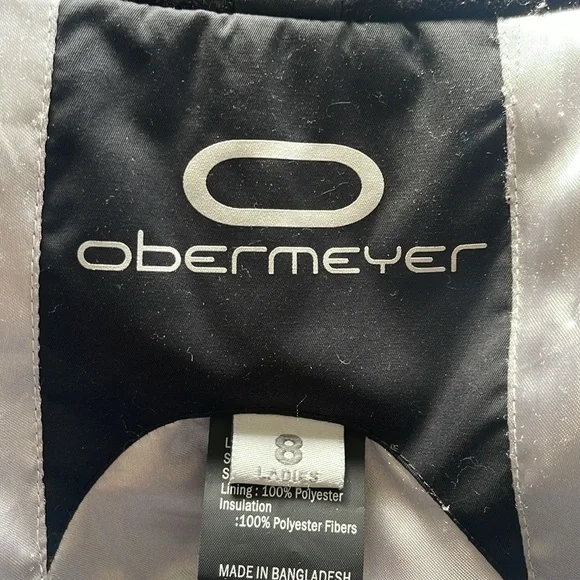 obermeyer
8
LADIES
Lining : 100% Polyester
Insulation
:100% Polyester Fibers
MADE IN BANGLADESH